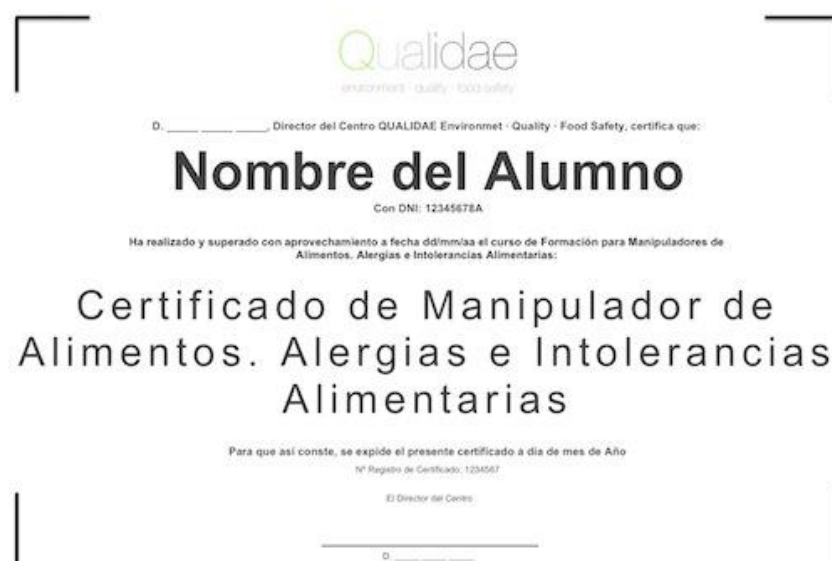 Qualidae
environment · quality · food safety
D. _____ _____ _____, Director del Centro QUALIDAE Environmet · Quality · Food Safety, certifica que:
Nombre del Alumno
Con DNI: 12345678A
Ha realizado y superado con aprovechamiento a fecha dd/mm/aa el curso de Formación para Manipuladores de
Alimentos. Alergias e Intolerancias Alimentarias:
Certificado de Manipulador de
Alimentos. Alergias e Intolerancias
Alimentarias
Para que así conste, se expide el presente certificado a día de mes de Año
Nº Registro de Certificado: 1234567
El Director del Centro
D. _____ _____ _____